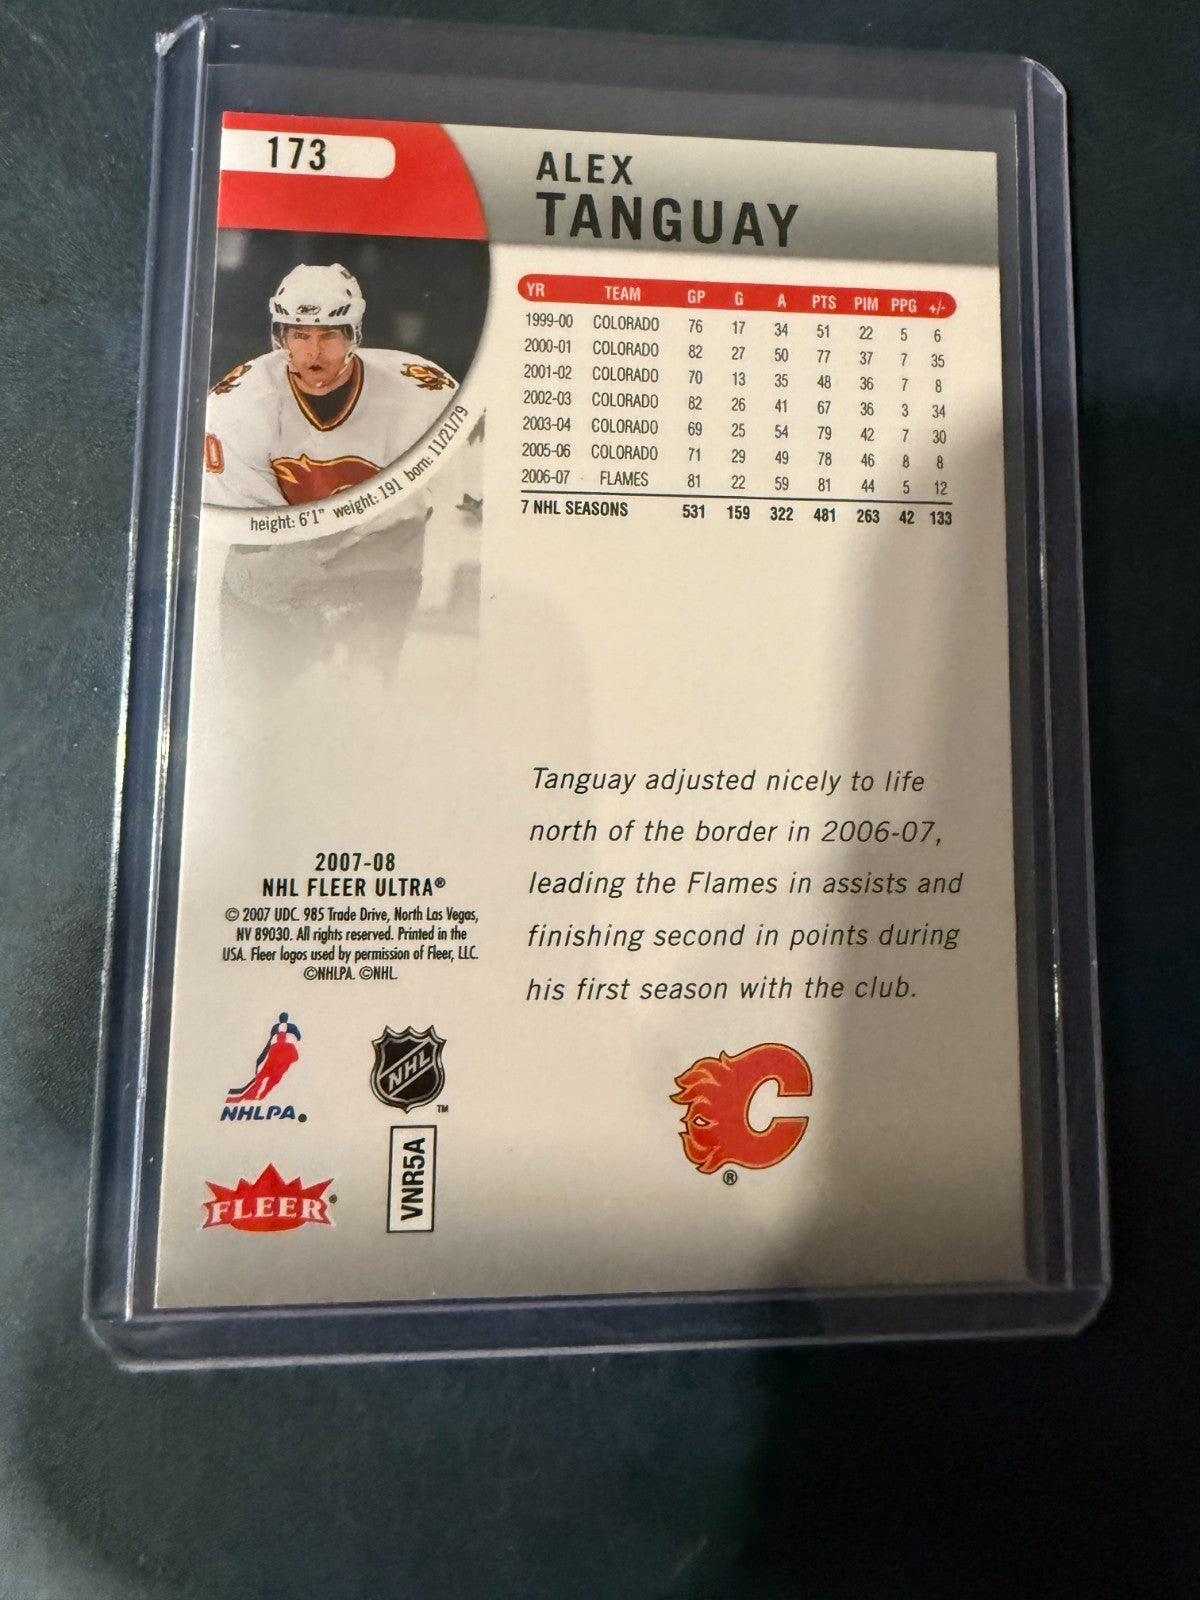 173
ALEX
TANGUAY
YR TEAM GP G A PTS PIM PPG +/-
1999-00 COLORADO 76 17 34 51 22 5 6
2000-01 COLORADO 82 27 50 77 37 7 35
2001-02 COLORADO 70 13 35 48 36 7 8
2002-03 COLORADO 82 26 41 67 36 3 34
2003-04 COLORADO 69 25 54 79 42 7 30
2005-06 COLORADO 71 29 49 78 46 8 8
2006-07 FLAMES 81 22 59 81 44 5 12
7 NHL SEASONS 531 159 322 481 263 42 133
height: 6'1" weight: 191 born: 11/21/79
Tanguay adjusted nicely to life
north of the border in 2006-07,
leading the Flames in assists and
finishing second in points during
his first season with the club.
2007-08
NHL FLEER ULTRA®
© 2007 UDC. 985 Trade Drive, North Las Vegas,
NV 89030. All rights reserved. Printed in the
USA. Fleer logos used by permission of Fleer, LLC.
©NHLPA. ©NHL.
NHLPA®
NHL
TM
FLEER®
VNR5A
C
®